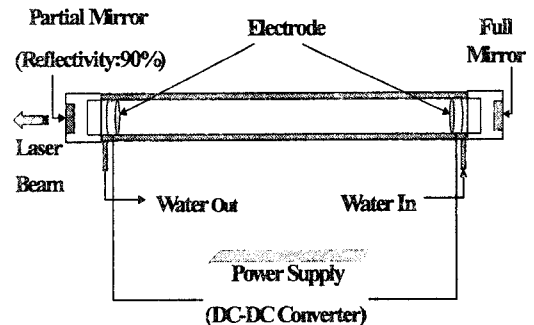 Partial Mirror
(Reflectivity:90%)
Electrode
Full
Mirror
Laser
Beam
Water Out
Water In
Power Supply
(DC-DC Converter)